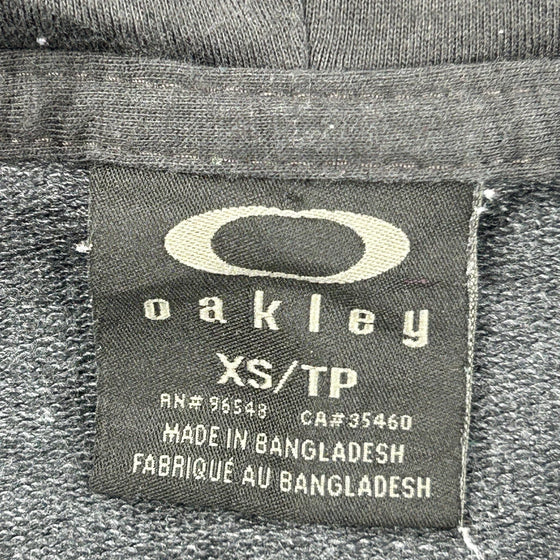 oakley
XS/TP
RN# 96548 CA# 35460
MADE IN BANGLADESH
FABRIQUÉ AU BANGLADESH